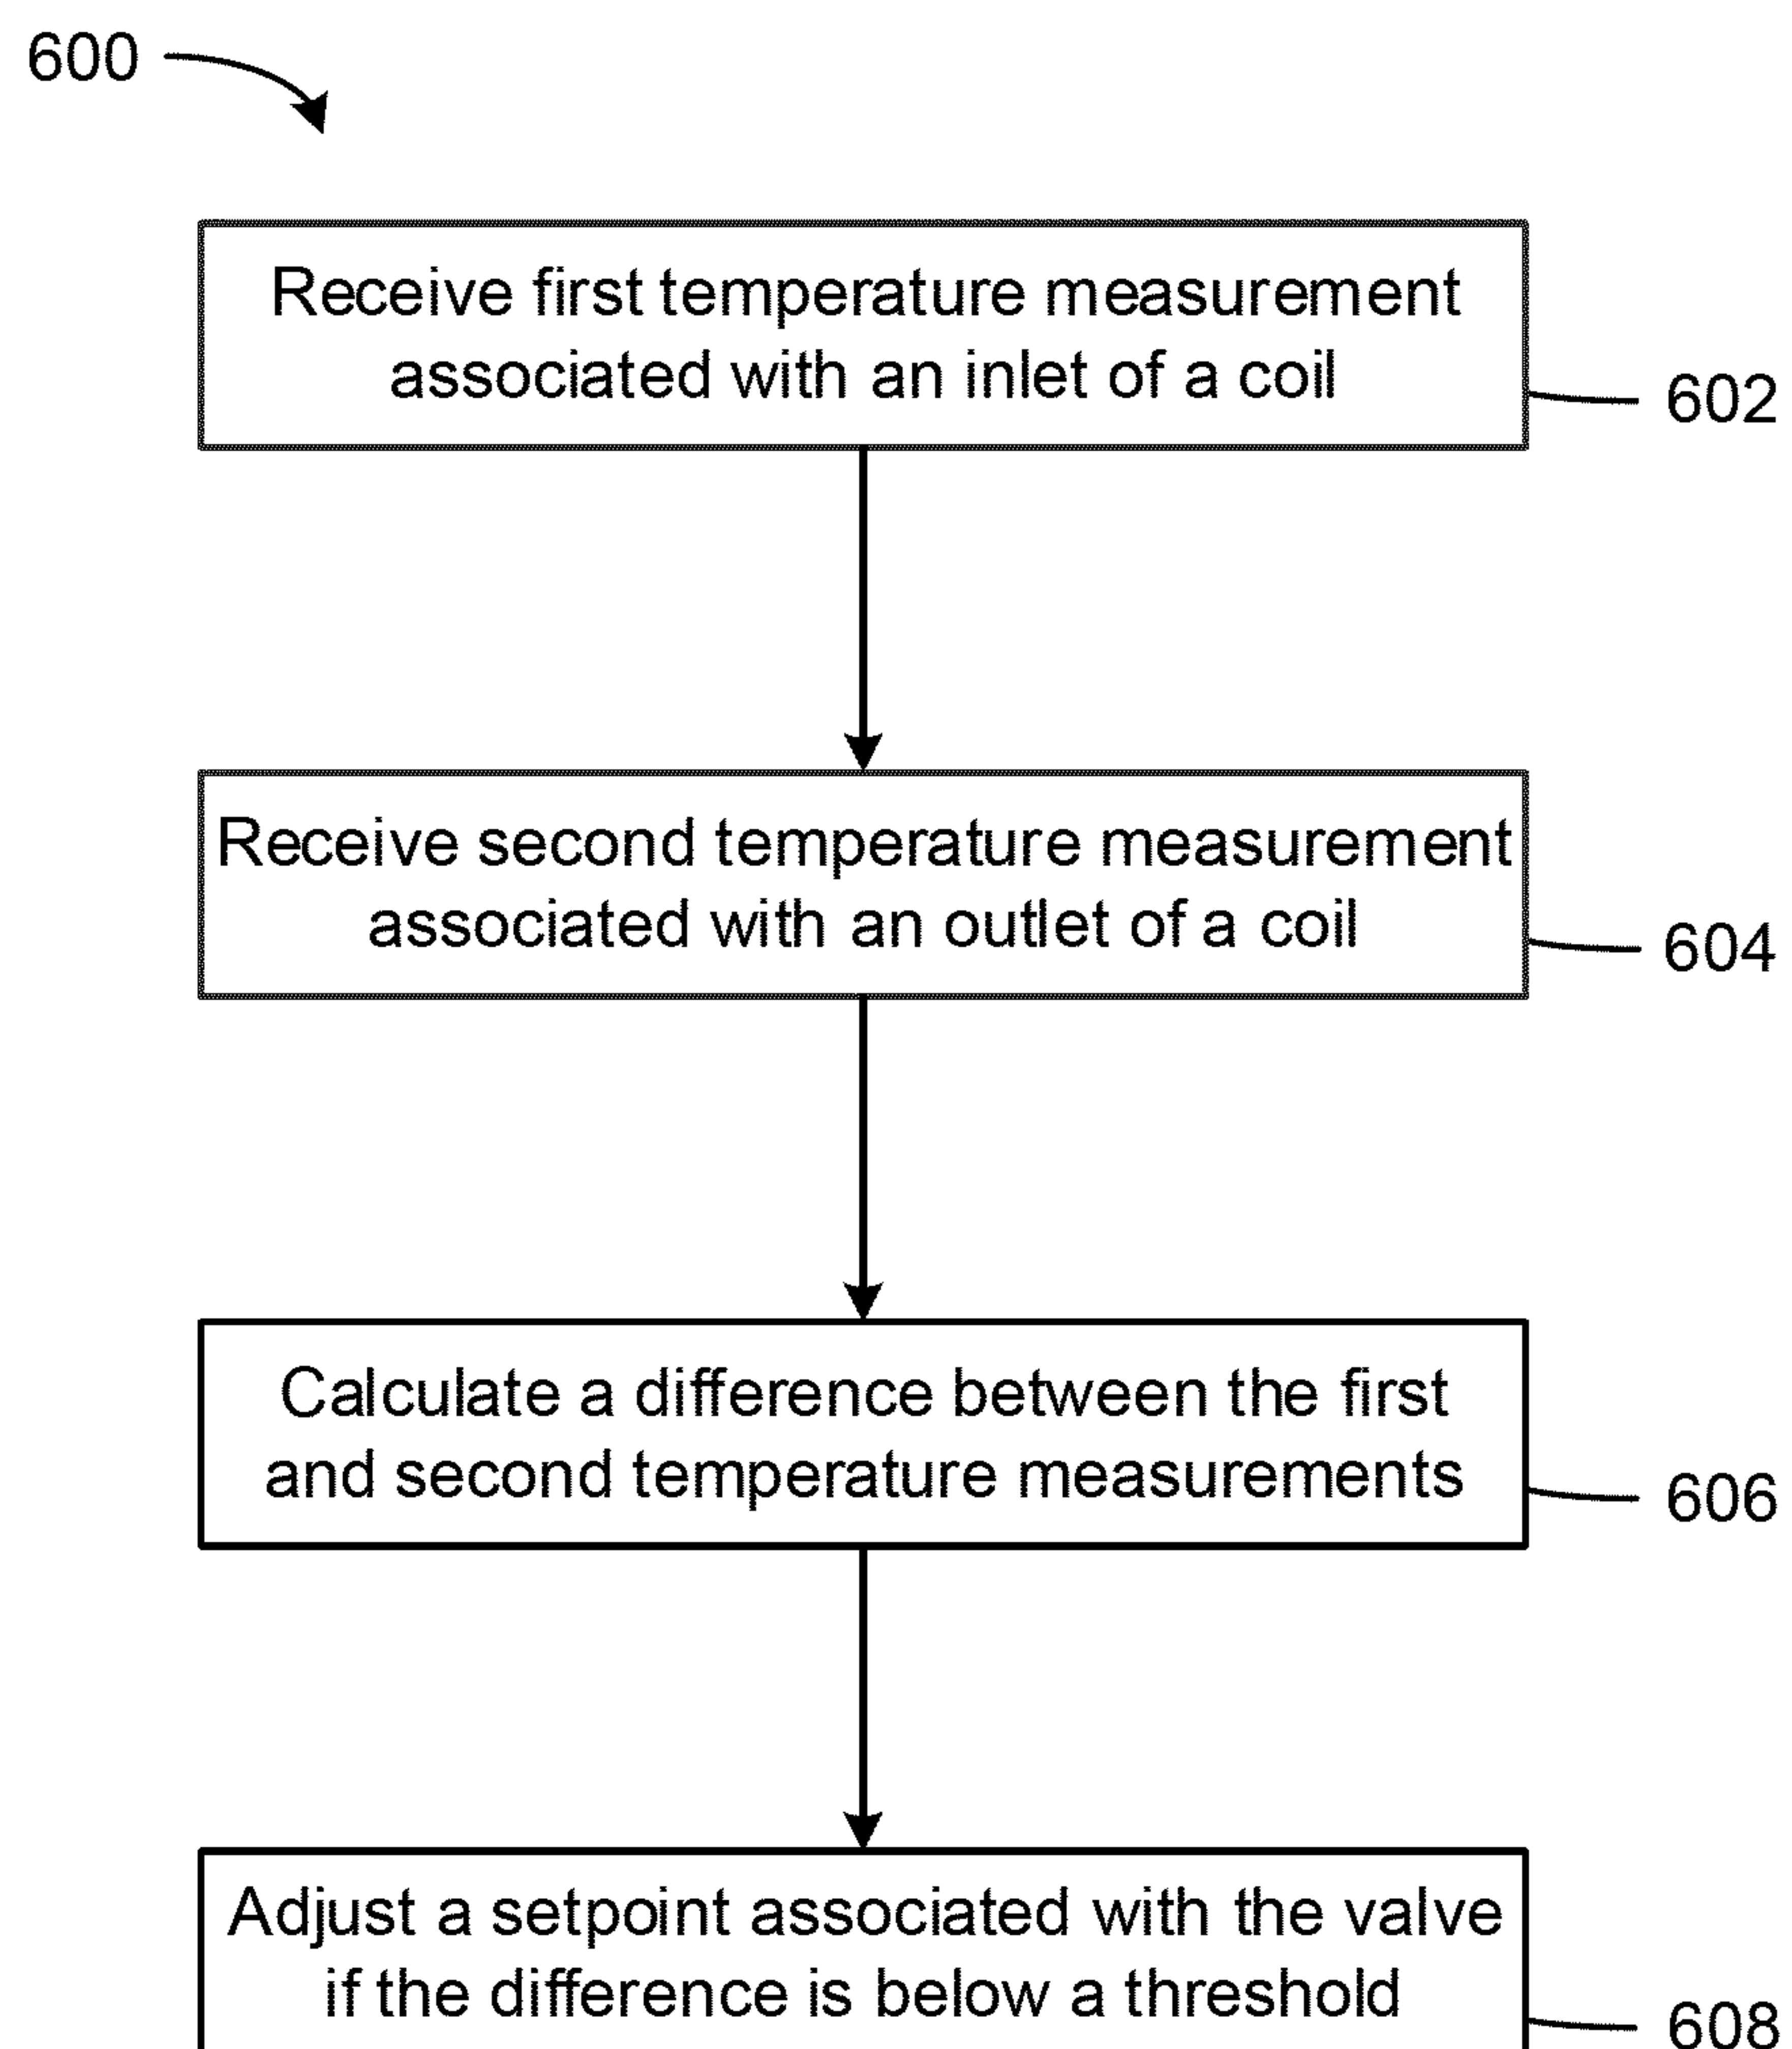 600
Receive first temperature measurement
associated with an inlet of a coil
602
Receive second temperature measurement
associated with an outlet of a coil
604
Calculate a difference between the first
and second temperature measurements
606
Adjust a setpoint associated with the valve
if the difference is below a threshold
608